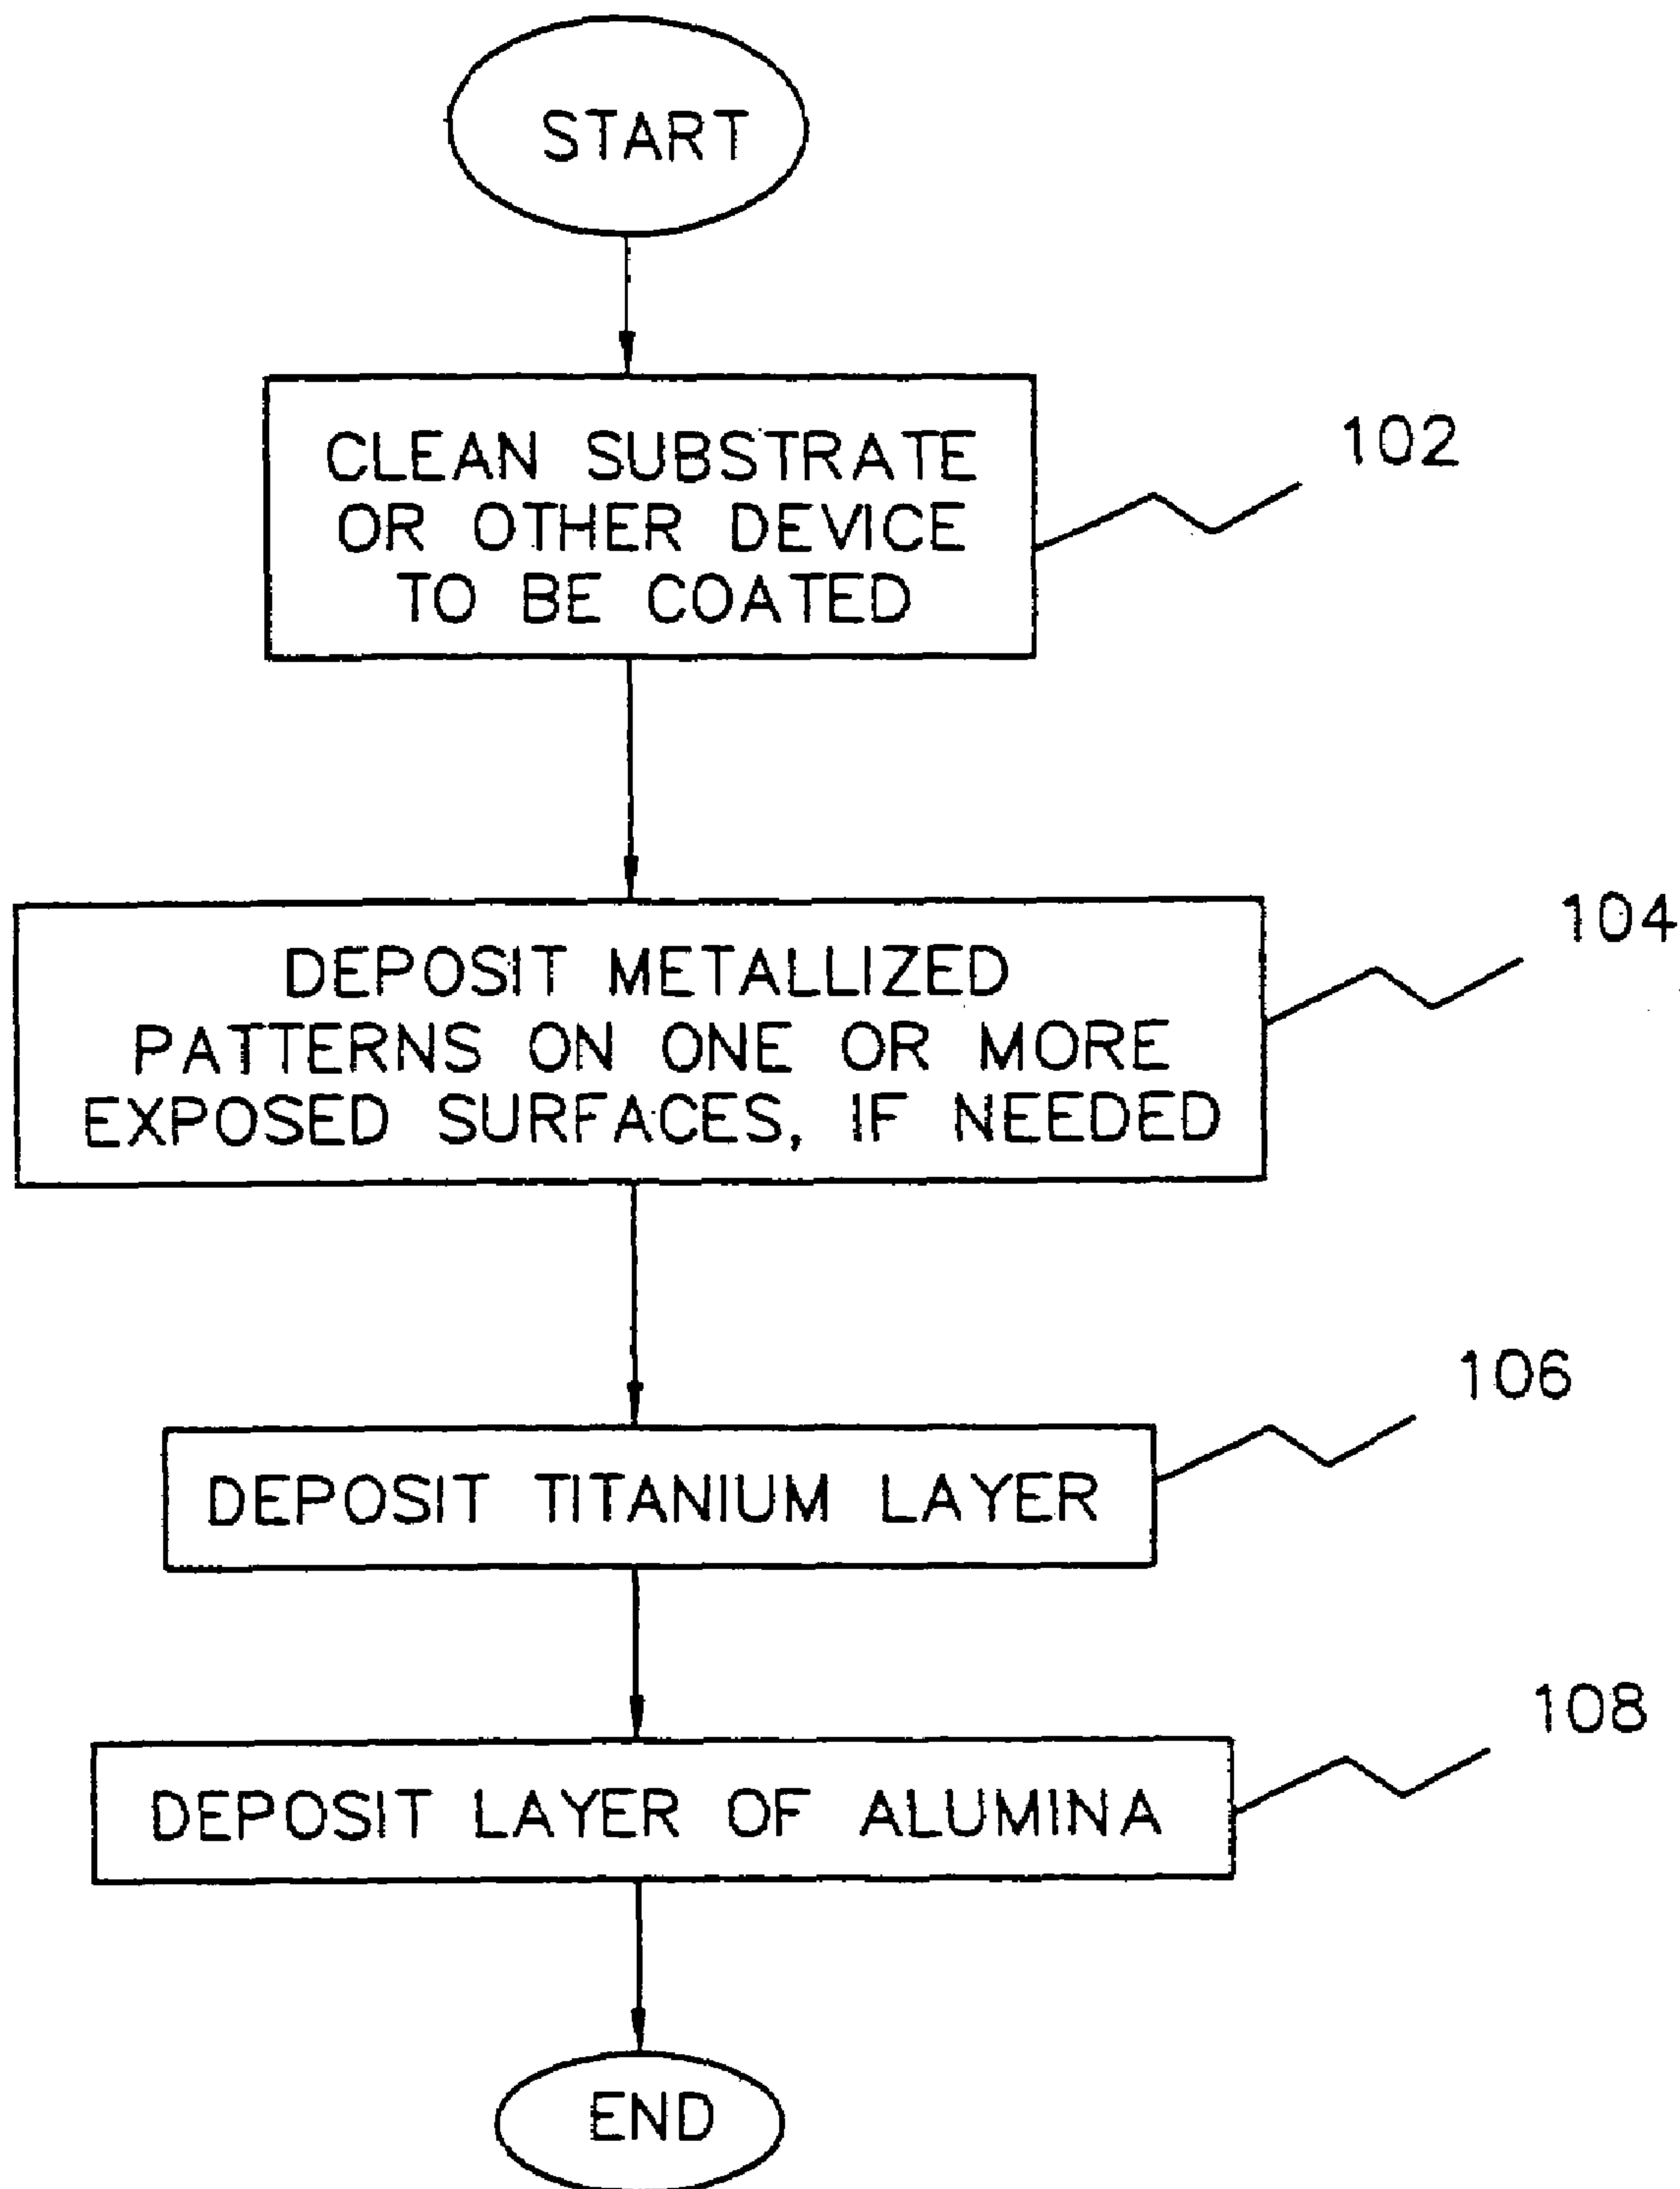 START
CLEAN SUBSTRATE
OR OTHER DEVICE
TO BE COATED
102
DEPOSIT METALLIZED
PATTERNS ON ONE OR MORE
EXPOSED SURFACES, IF NEEDED
104
DEPOSIT TITANIUM LAYER
106
DEPOSIT LAYER OF ALUMINA
108
END